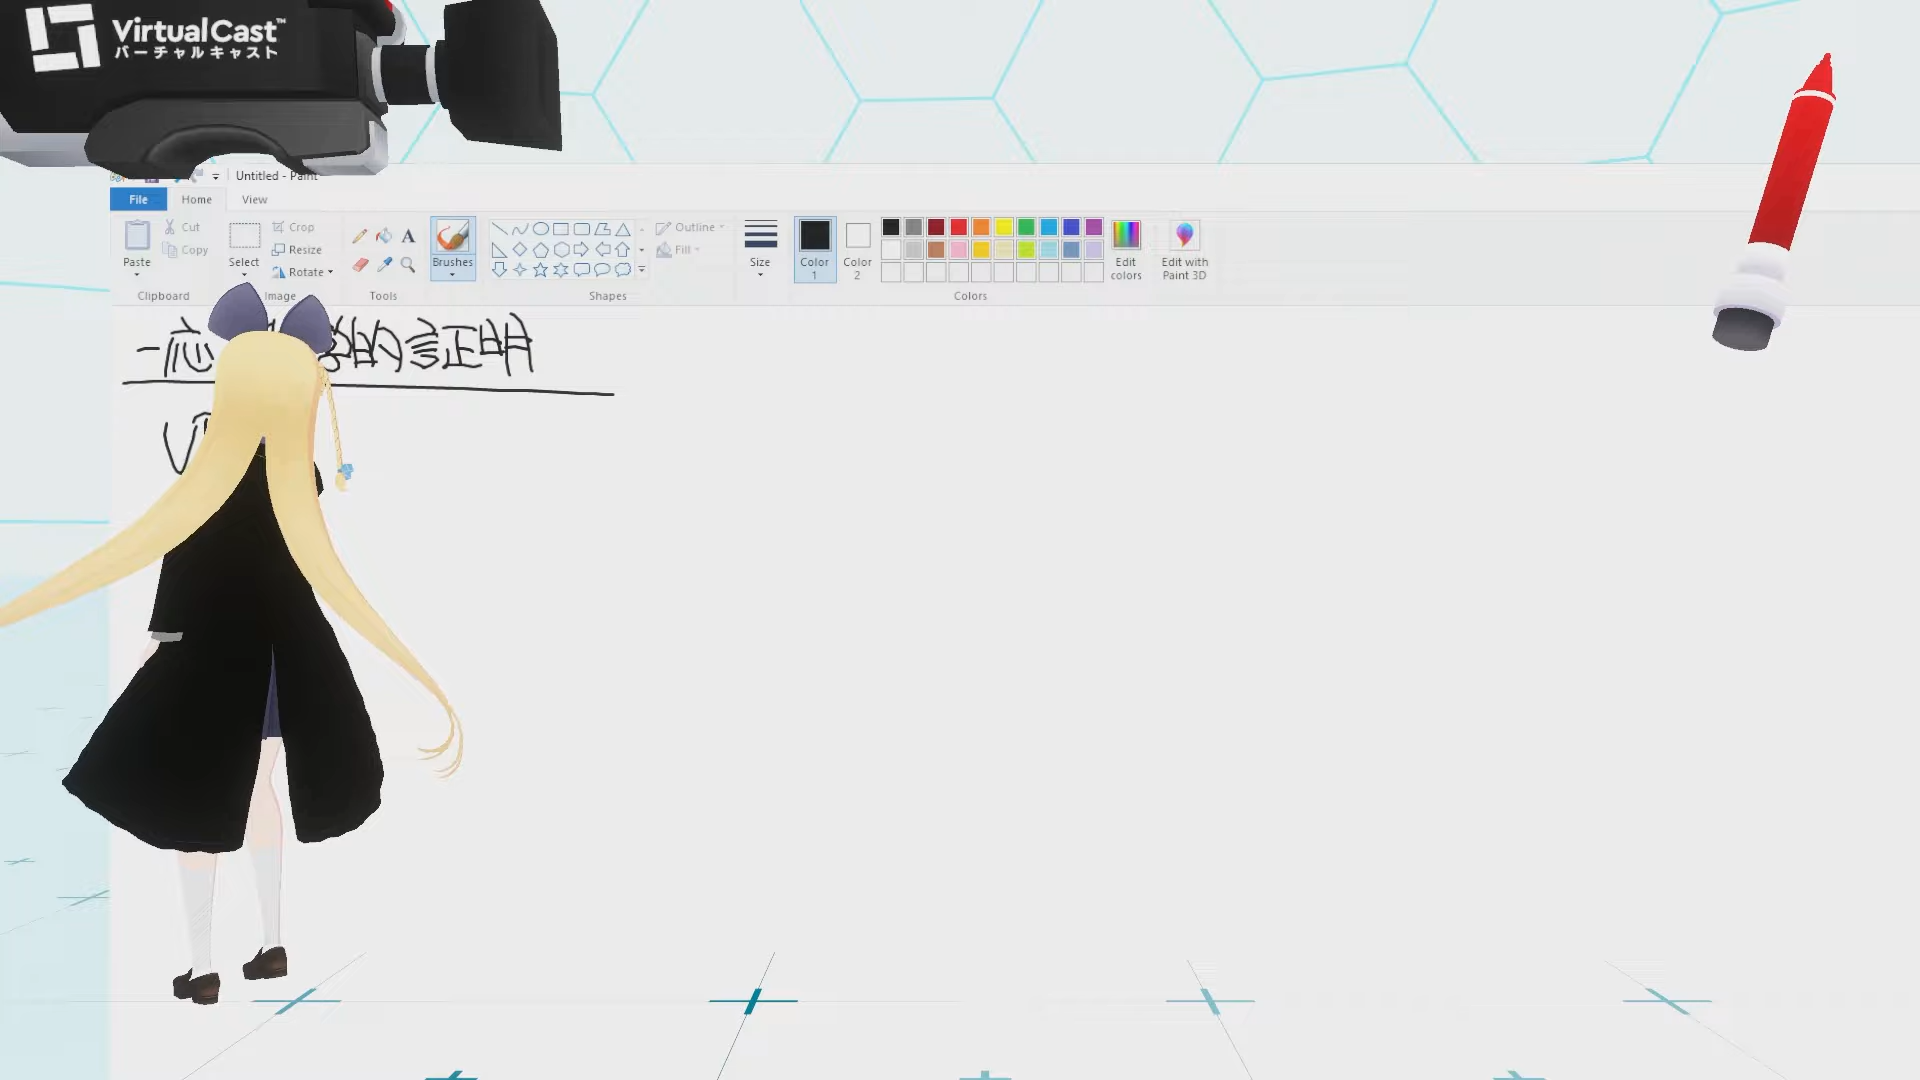 VirtualCast™
バーチャルキャスト
Untitled - Paint
File Home View
Paste Cut Copy Select Crop Resize Rotate Brushes Outline Fill Size Color 1 Color 2 Edit colors Edit with Paint 3D
Clipboard Image Tools Shapes Colors
一応 的証明